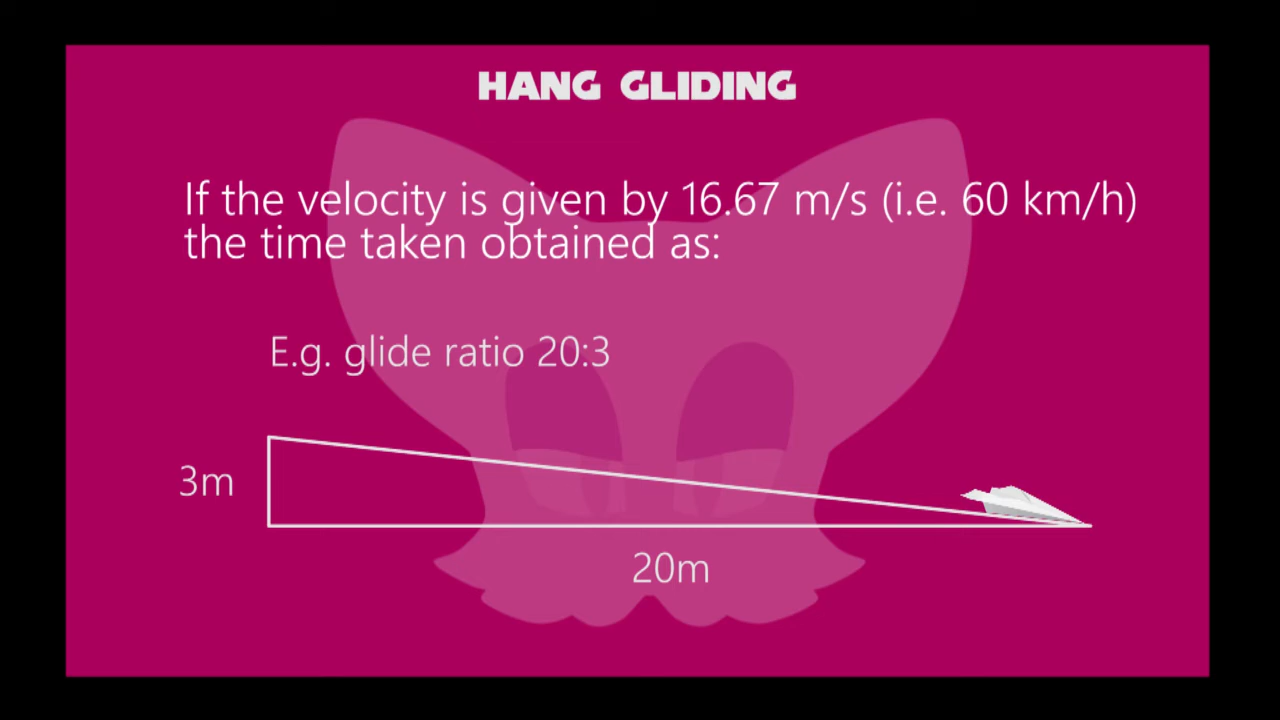 HANG GLIDING
If the velocity is given by 16.67 m/s (i.e. 60 km/h)
the time taken obtained as:
E.g. glide ratio 20:3
3m
20m